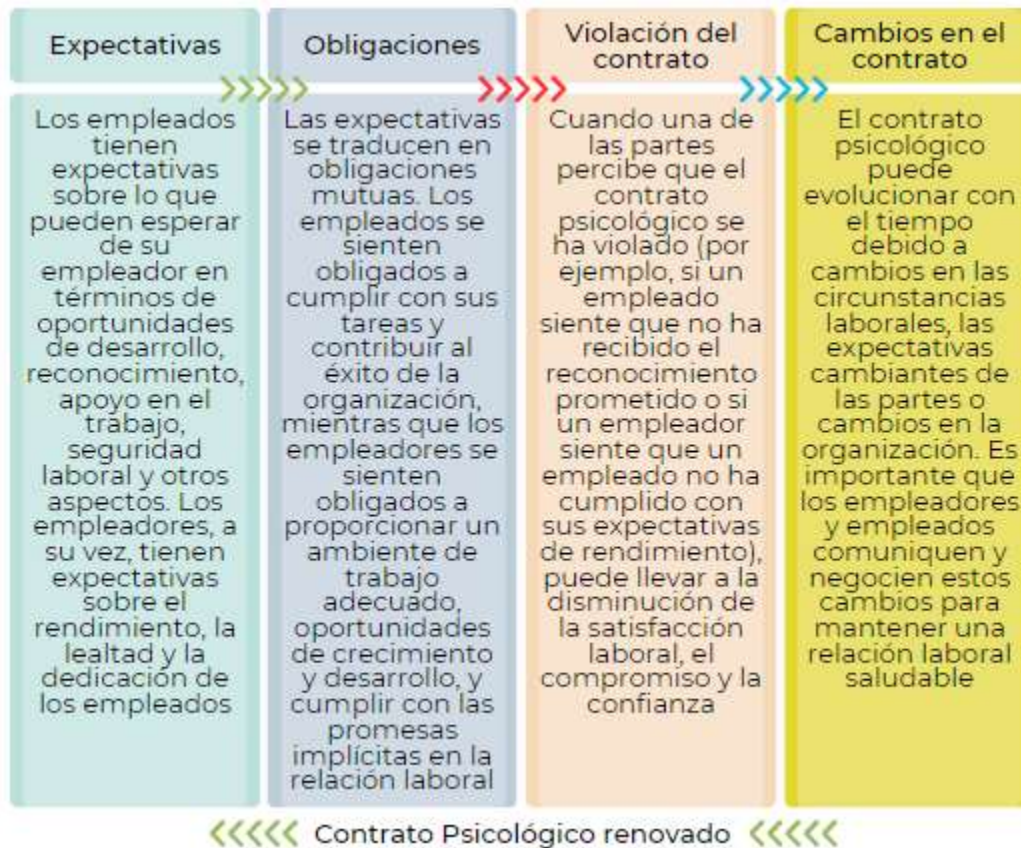 Expectativas
Los empleados
tienen
expectativas
sobre lo que
pueden esperar
de su
empleador en
términos de
oportunidades
de desarrollo,
reconocimiento,
apoyo en el
trabajo,
seguridad
laboral y otros
aspectos. Los
empleadores, a
su vez, tienen
expectativas
sobre el
rendimiento, la
lealtad y la
dedicación de
los empleados
Obligaciones
Las expectativas
se traducen en
obligaciones
mutuas. Los
empleados se
sienten
obligados a
cumplir con sus
tareas y
contribuir al
éxito de la
organización,
mientras que los
empleadores se
sienten
obligados a
proporcionar un
ambiente de
trabajo
adecuado,
oportunidades
de crecimiento
y desarrollo, y
cumplir con las
promesas
implícitas en la
relación laboral
Violación del
contrato
Cuando una de
las partes
percibe que el
contrato
psicológico se
ha violado (por
ejemplo, si un
empleado
siente que no ha
recibido el
reconocimiento
prometido o si
un empleador
siente que un
empleado no ha
cumplido con
sus expectativas
de rendimiento),
puede llevar a la
disminución de
la satisfacción
laboral, el
compromiso y la
confianza
Cambios en el
contrato
El contrato
psicológico
puede
evolucionar con
el tiempo
debido a
cambios en las
circunstancias
laborales, las
expectativas
cambiantes de
las partes o
cambios en la
organización. Es
importante que
los empleadores
y empleados
comuniquen y
negocien estos
cambios para
mantener una
relación laboral
saludable
Contrato Psicológico renovado